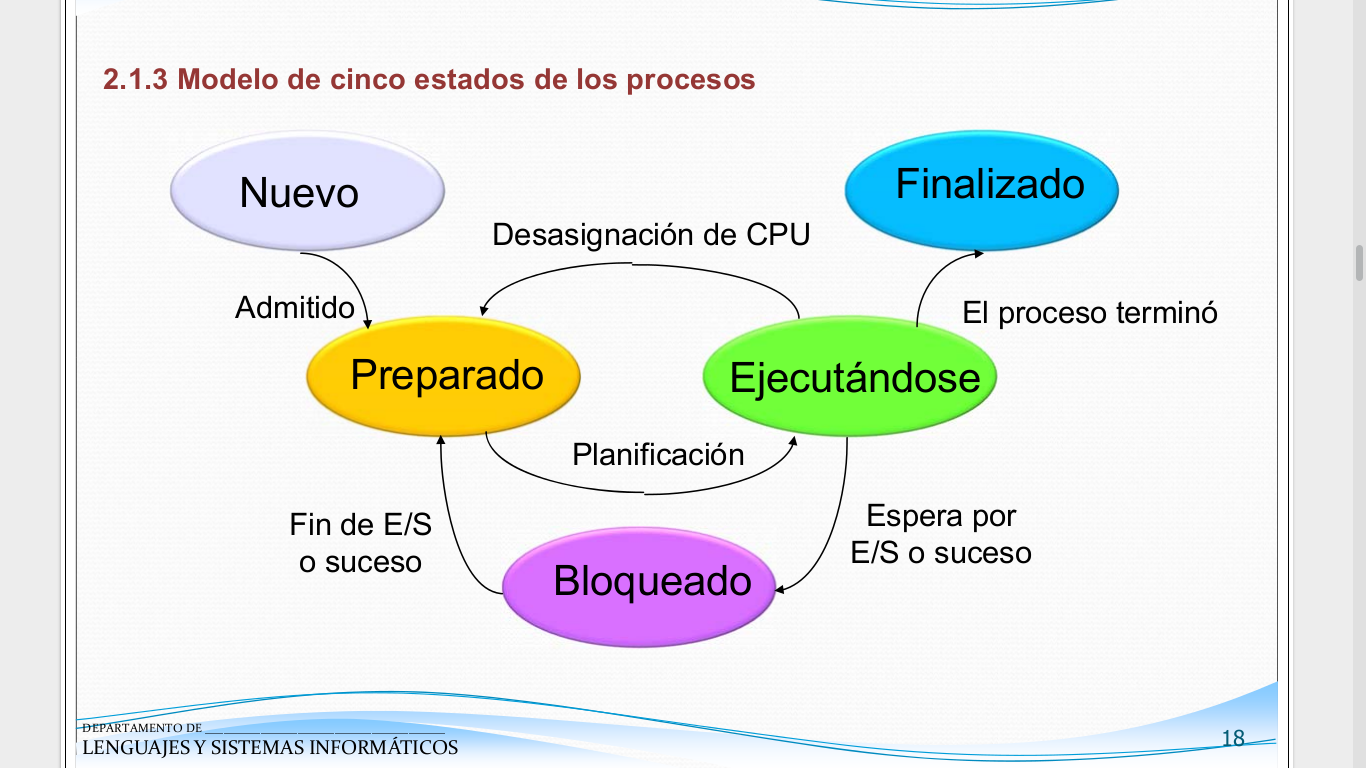 2.1.3 Modelo de cinco estados de los procesos
Nuevo
Finalizado
Desasignación de CPU
Admitido
El proceso terminó
Preparado
Ejecutándose
Planificación
Fin de E/S
o suceso
Espera por
E/S o suceso
Bloqueado
DEPARTAMENTO DE
LENGUAJES Y SISTEMAS INFORMÁTICOS
18